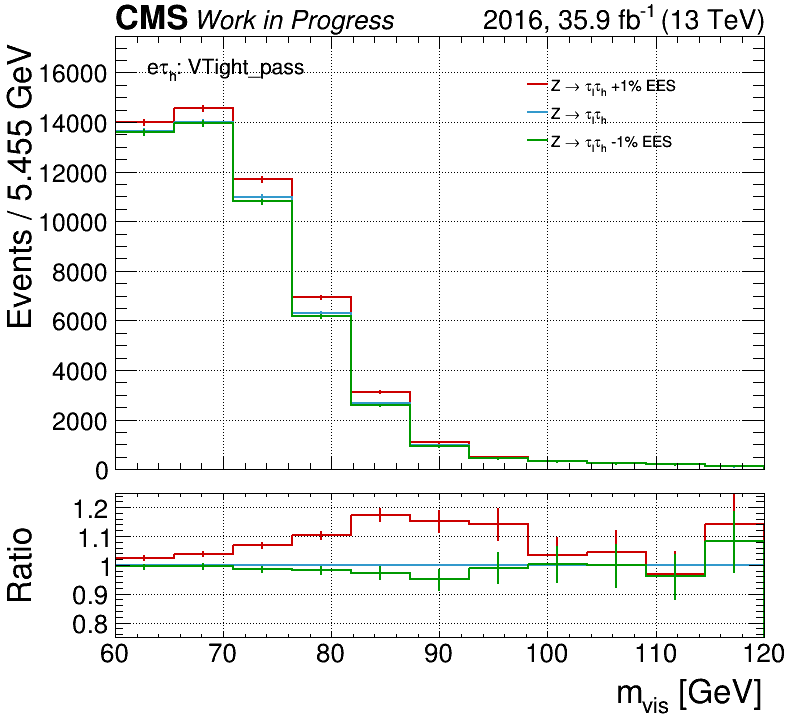 CMS Work in Progress 2016, 35.9 fb⁻¹ (13 TeV)
eτₕ: VTight_pass
Z → τₗτₕ +1% EES
Z → τₗτₕ
Z → τₗτₕ -1% EES
Events / 5.455 GeV
16000
14000
12000
10000
8000
6000
4000
2000
0
Ratio
1.2
1.1
1
0.9
0.8
60 70 80 90 100 110 120
m_vis [GeV]